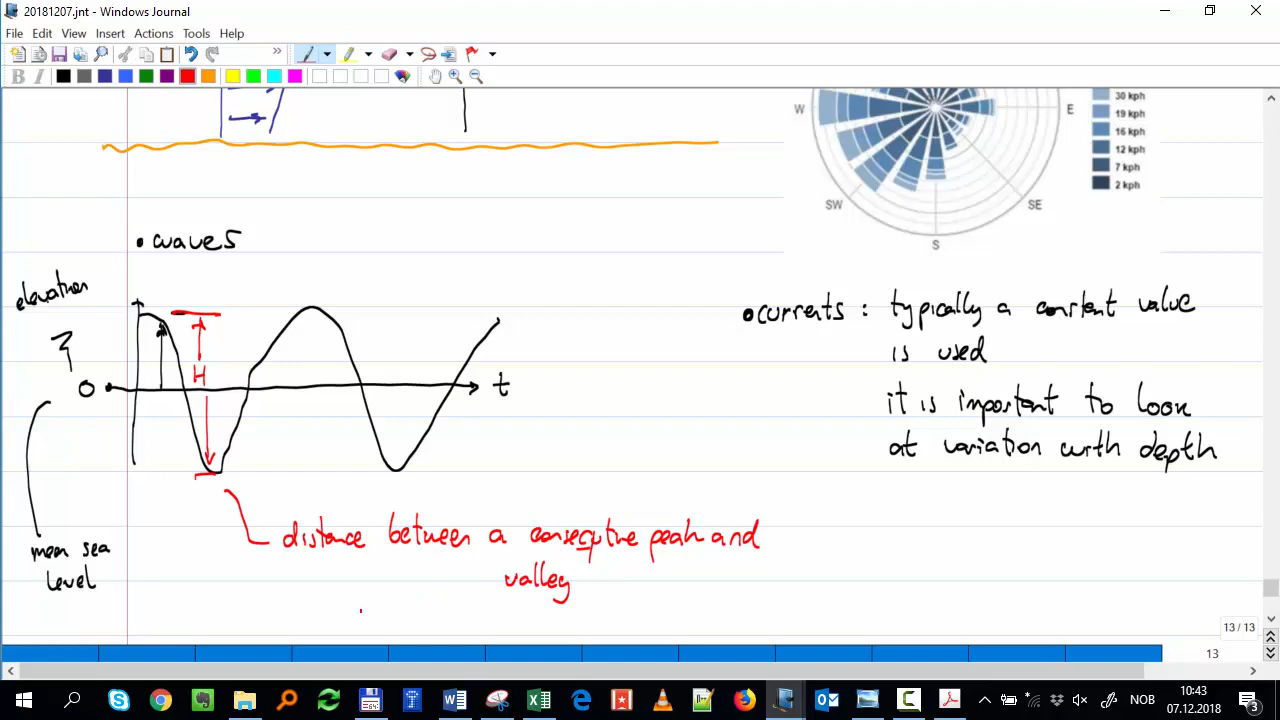 20181207.jnt - Windows Journal
File Edit View Insert Actions Tools Help
B I
W
E
SW
SE
S
30 kph
19 kph
16 kph
12 kph
7 kph
2 kph
• waves
elevation
H
0
t
mean sea
level
distance between a consecutive peak and
valley
• currents : typically a constant value
is used
it is important to look
at variation with depth
13 / 13
13
NOB
10:43
07.12.2018
3